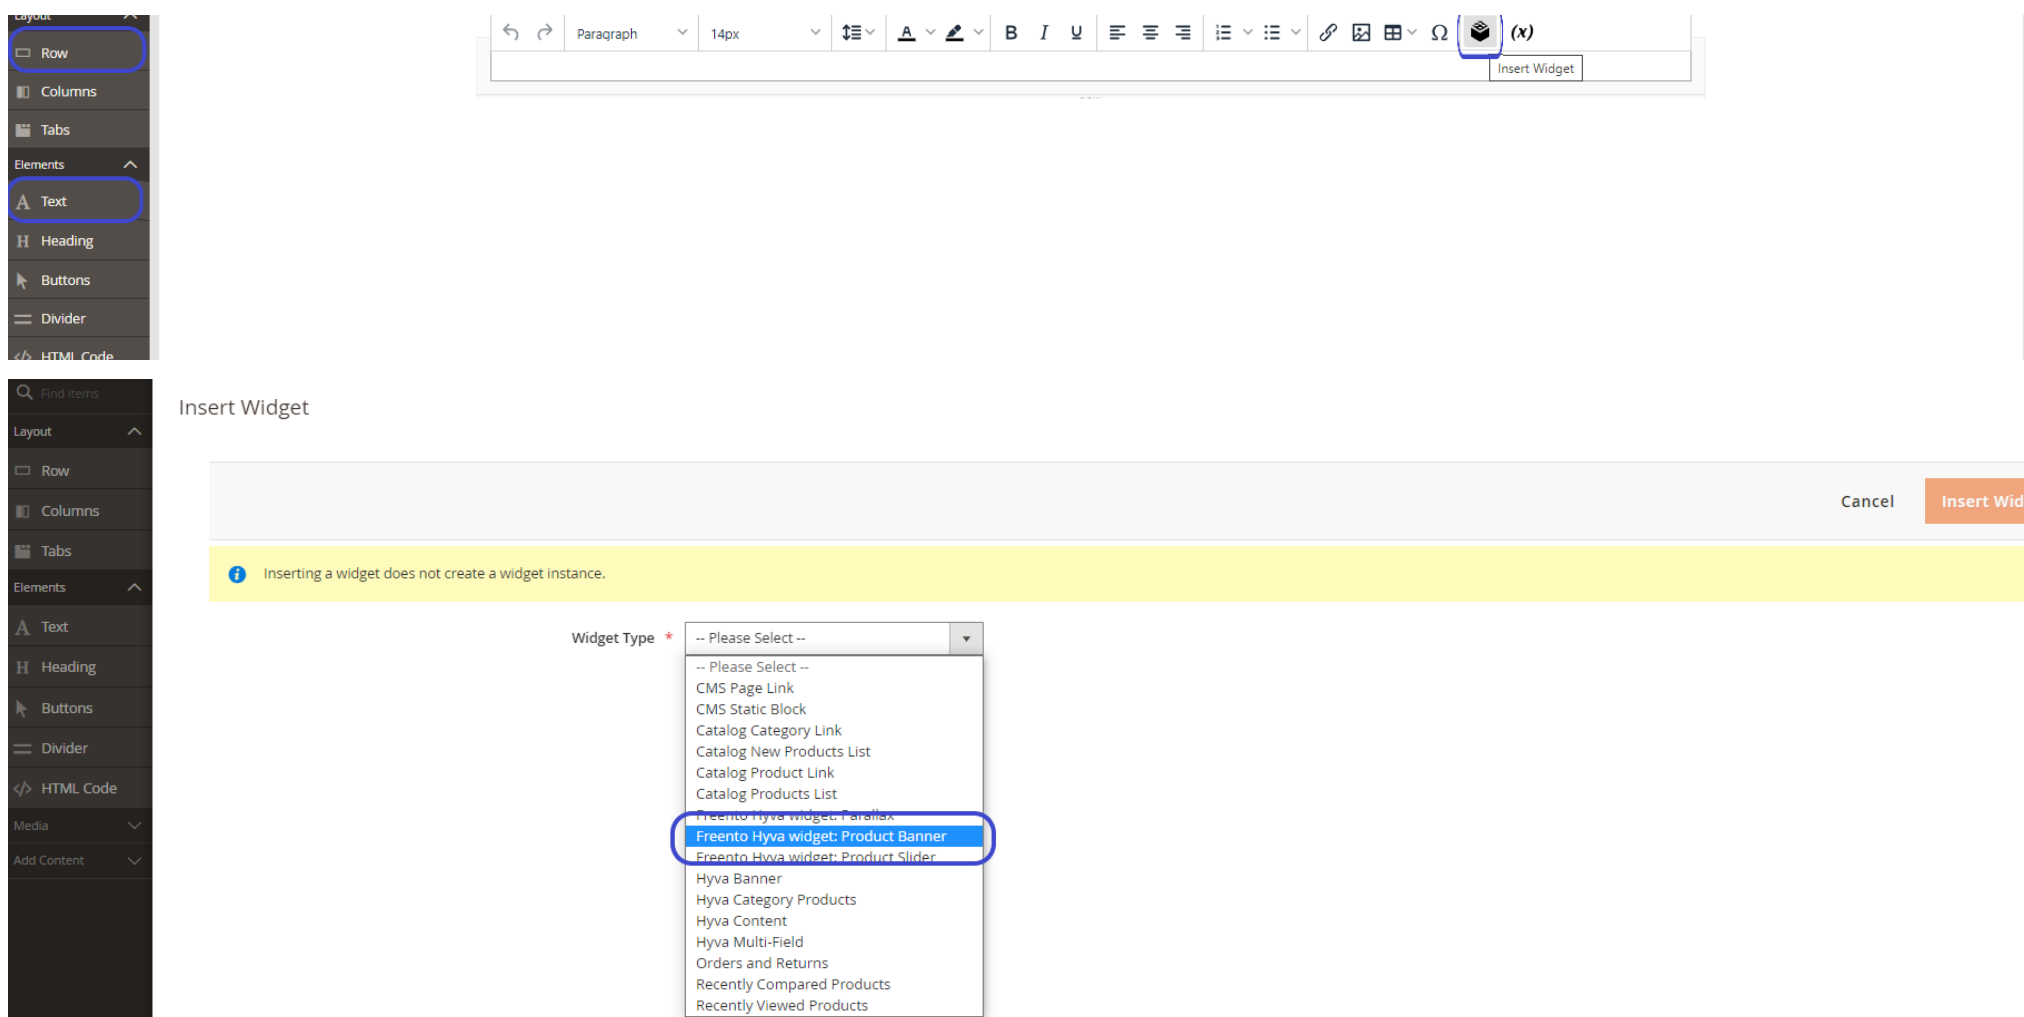 Layout
Row
Columns
Tabs
Elements
A Text
H Heading
Buttons
Divider
</> HTML Code
Paragraph 14px A B I U Ω (x)
Insert Widget
Find items
Layout
Row
Columns
Tabs
Elements
A Text
H Heading
Buttons
Divider
</> HTML Code
Media
Add Content
Insert Widget
Cancel
Insert Wid
Inserting a widget does not create a widget instance.
Widget Type * -- Please Select --
-- Please Select --
CMS Page Link
CMS Static Block
Catalog Category Link
Catalog New Products List
Catalog Product Link
Catalog Products List
Freento Hyva widget: Parallax
Freento Hyva widget: Product Banner
Freento Hyva widget: Product Slider
Hyva Banner
Hyva Category Products
Hyva Content
Hyva Multi-Field
Orders and Returns
Recently Compared Products
Recently Viewed Products